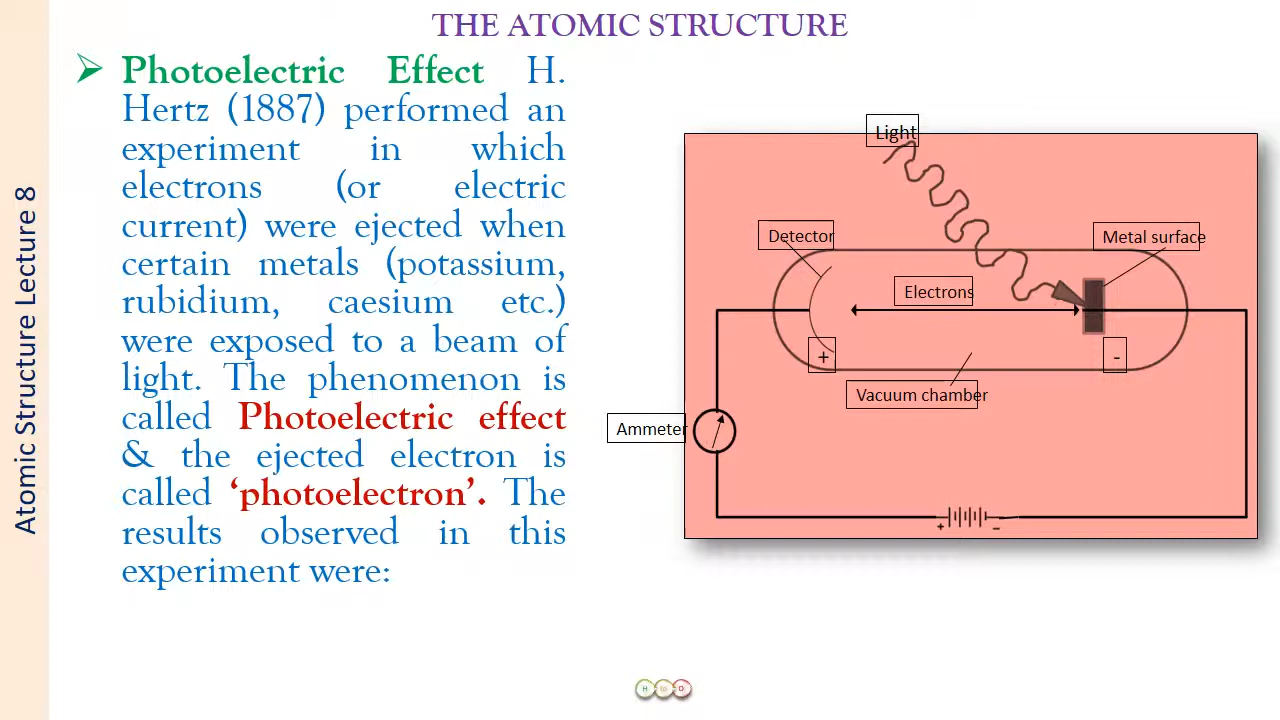 THE ATOMIC STRUCTURE
Photoelectric Effect H.
Hertz (1887) performed an
experiment in which
electrons (or electric
current) were ejected when
certain metals (potassium,
rubidium, caesium etc.)
were exposed to a beam of
light. The phenomenon is
called Photoelectric effect
& the ejected electron is
called ‘photoelectron’. The
results observed in this
experiment were:
Atomic Structure Lecture 8
Light
Detector
Metal surface
Electrons
+
-
Vacuum chamber
Ammeter
+
-
H to O